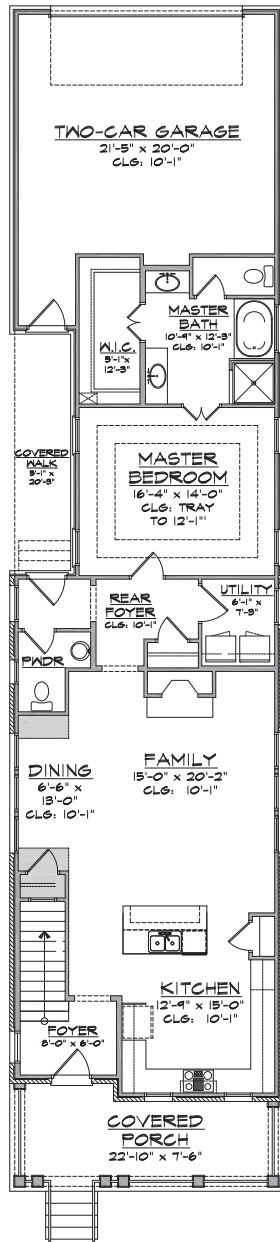 TWO-CAR GARAGE
21'-5" x 20'-0"
CLG: 10'-1"
MASTER
BATH
10'-9" x 12'-3"
CLG: 10'-1"
W.I.C.
5'-1"x
12'-3"
COVERED
WALK
5'-1" x
20'-3"
MASTER
BEDROOM
16'-4" x 14'-0"
CLG: TRAY
TO 12'-1"
REAR
FOYER
CLG: 10'-1"
UTILITY
6'-1" x
7'-3"
PWDR
FAMILY
15'-0" x 20'-2"
CLG: 10'-1"
DINING
6'-6" x
13'-0"
CLG: 10'-1"
KITCHEN
12'-9" x 15'-0"
CLG: 10'-1"
FOYER
8'-0" x 6'-0"
COVERED
PORCH
22'-10" x 7'-6"